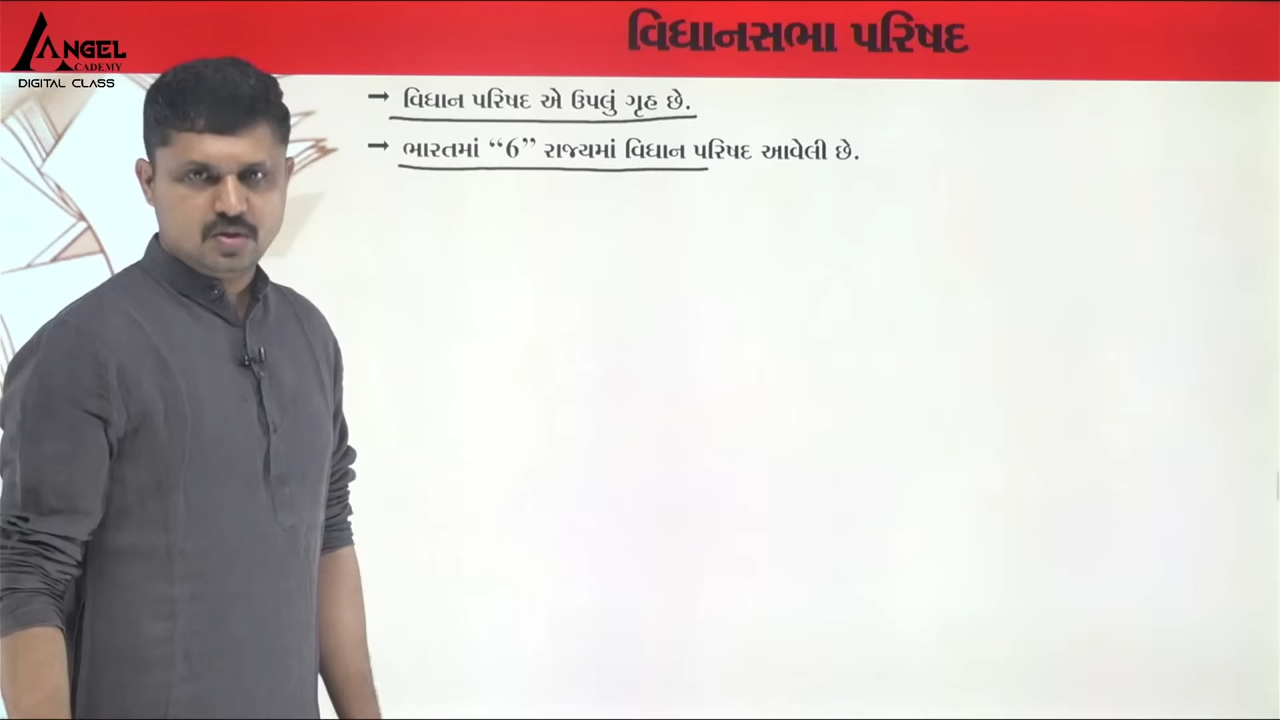 ANGEL
ACADEMY
DIGITAL CLASS
વિધાનસભા પરિષદ
→ વિધાન પરિષદ એ ઉપલું ગૃહ છે.
→ ભારતમાં “6” રાજ્યમાં વિધાન પરિષદ આવેલી છે.